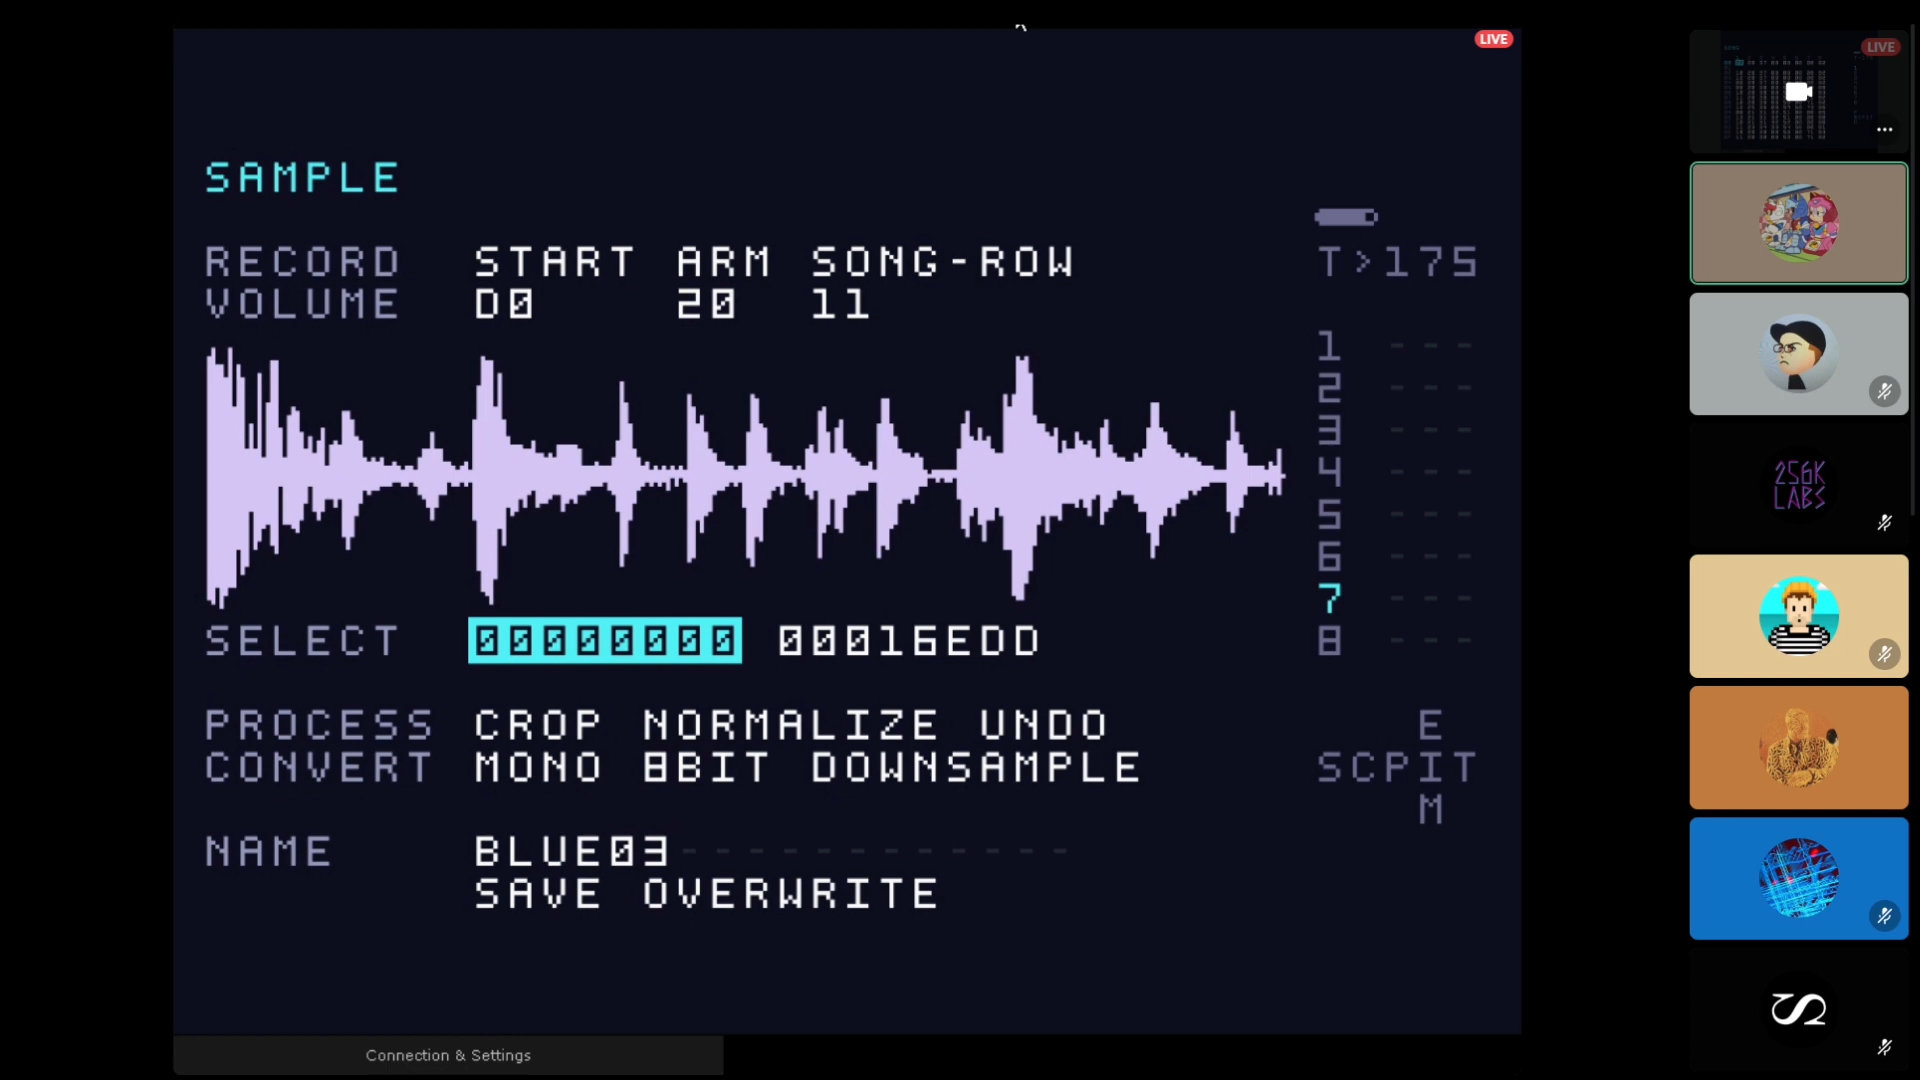 LIVE
SAMPLE
RECORD START ARM SONG-ROW
VOLUME D0 20 11
T>175
1 ---
2 ---
3 ---
4 ---
5 ---
6 ---
7 ---
8 ---
SELECT 00000000 00016EDD
PROCESS CROP NORMALIZE UNDO
CONVERT MONO 8BIT DOWNSAMPLE
E
SCPIT
M
NAME BLUE03------------
SAVE OVERWRITE
Connection & Settings
LIVE
SONG
256K
LABS